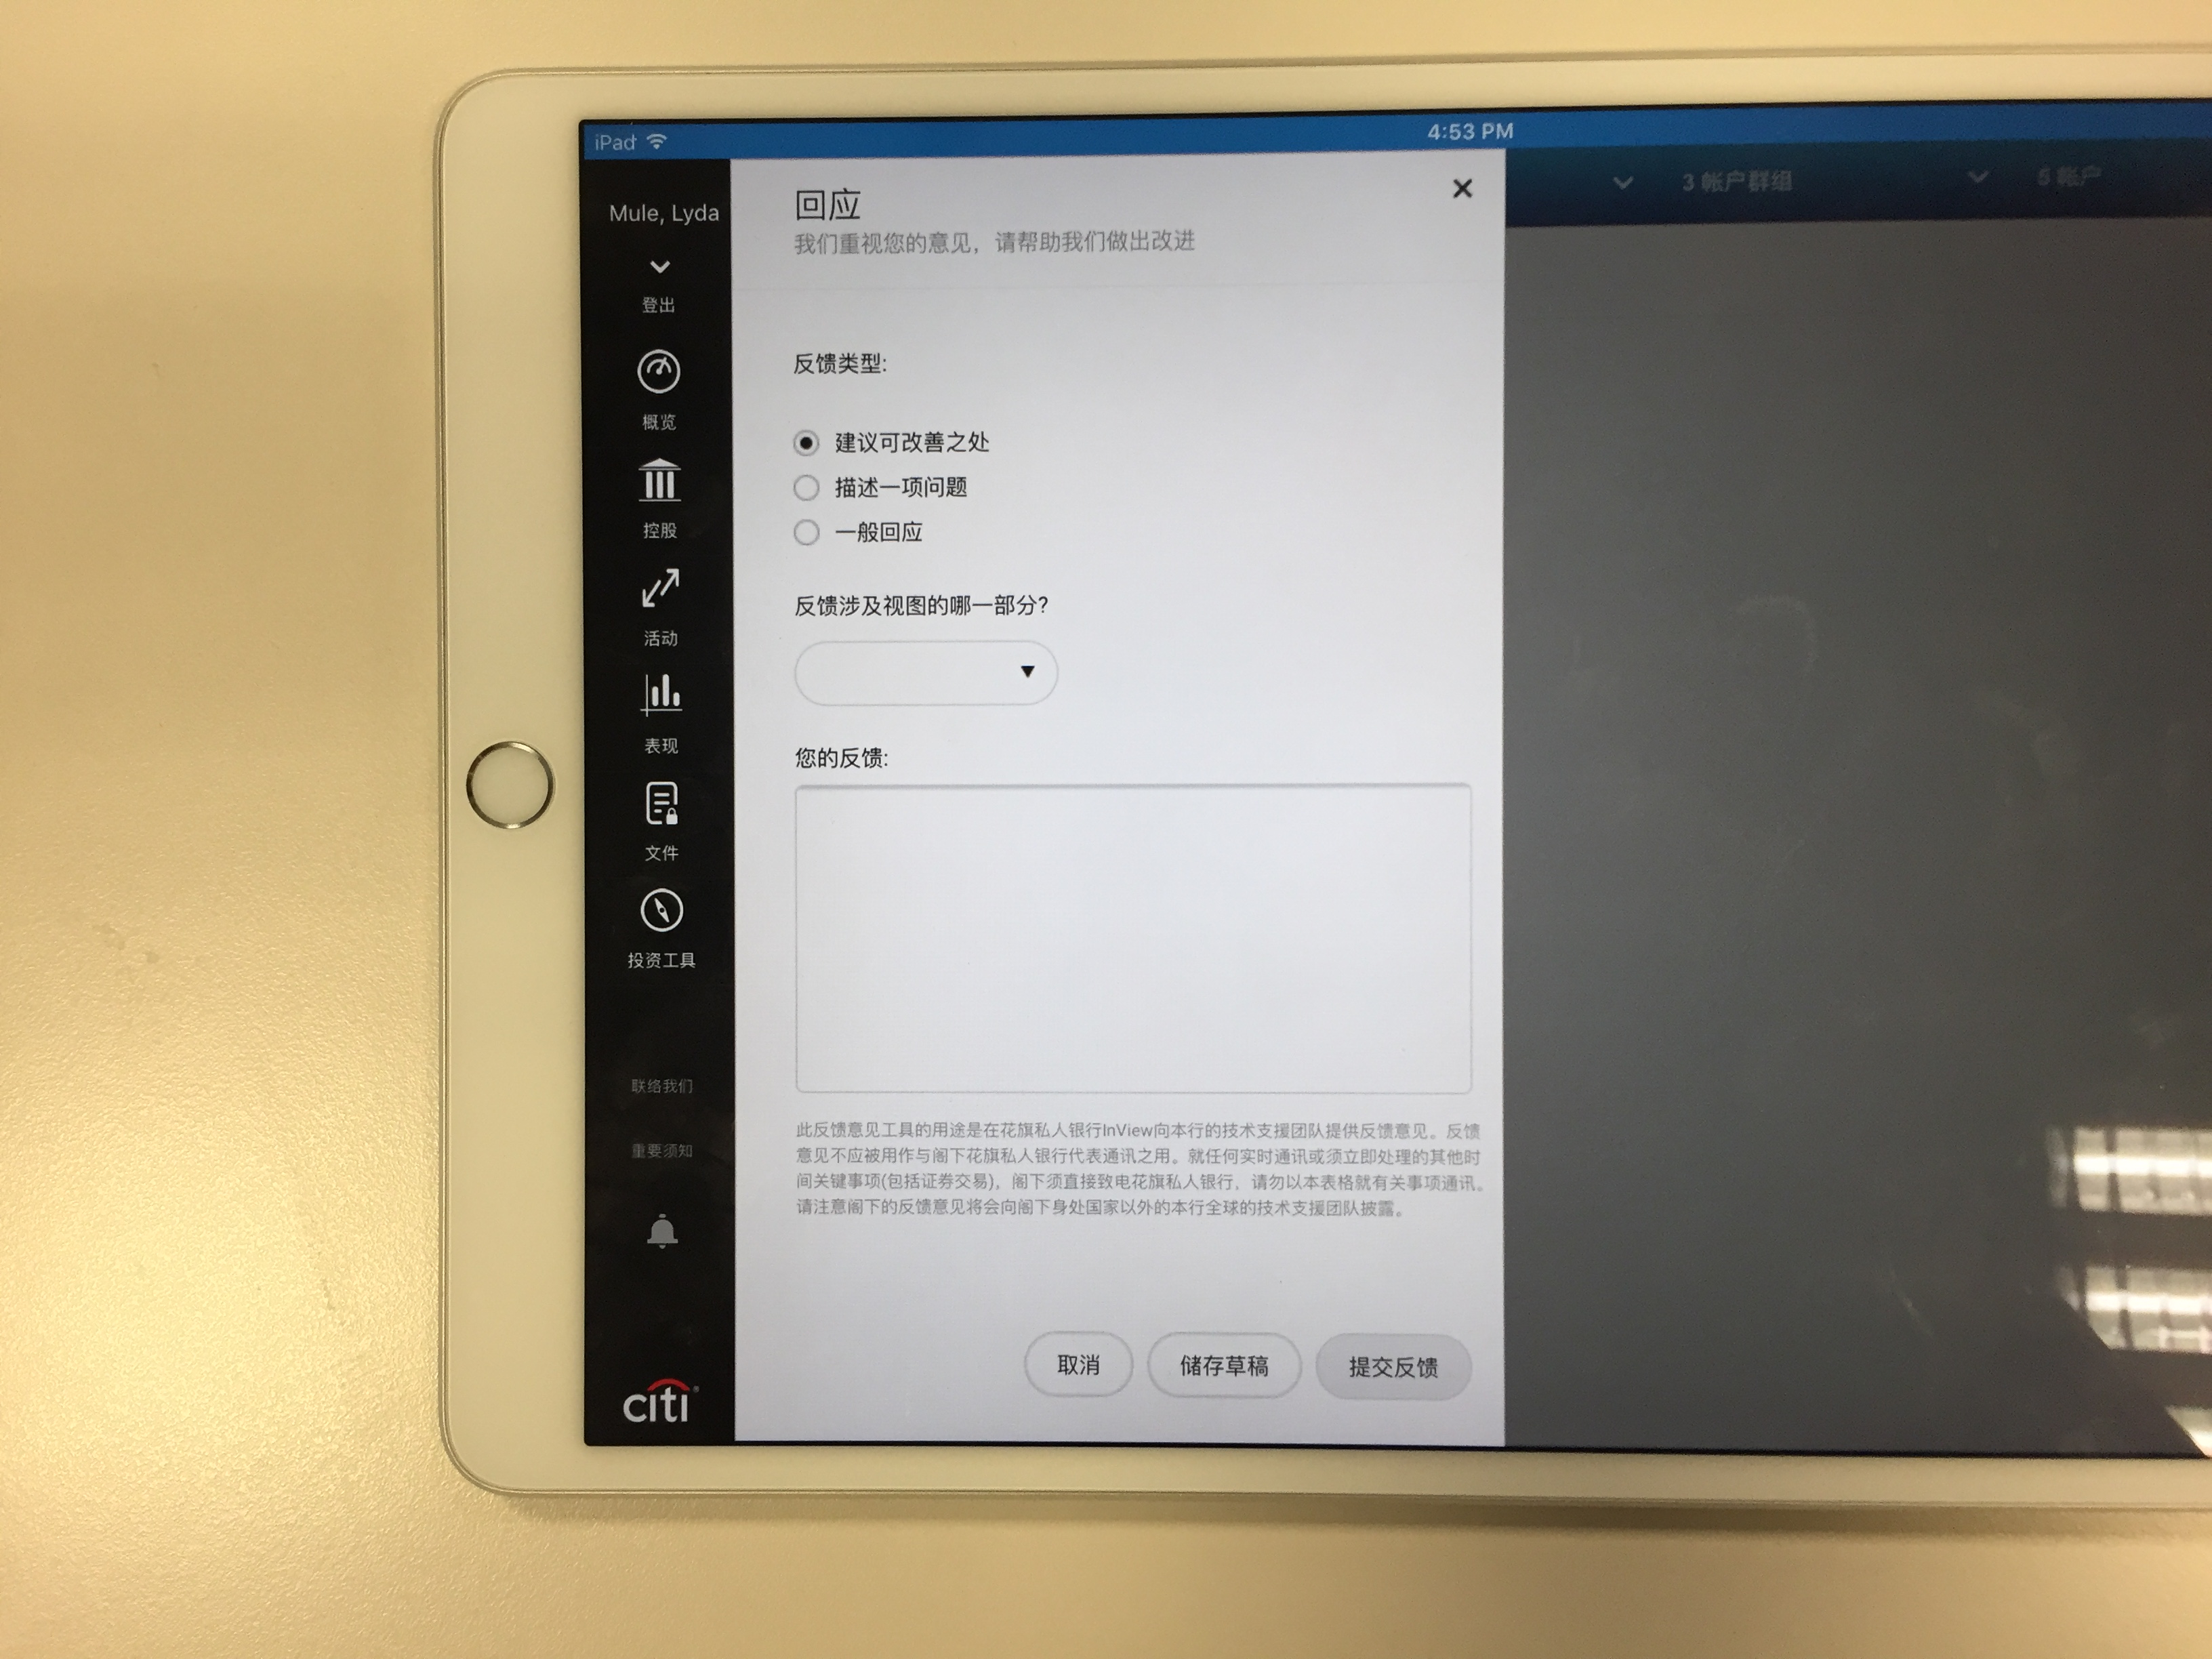 iPad
4:53 PM
Mule, Lyda
登出
概览
控股
活动
表现
文件
投资工具
联络我们
重要须知
citi
回应
我们重视您的意见，请帮助我们做出改进
反馈类型:
建议可改善之处
描述一项问题
一般回应
反馈涉及视图的哪一部分?
您的反馈:
此反馈意见工具的用途是在花旗私人银行InView向本行的技术支援团队提供反馈意见。反馈
意见不应被用作与阁下花旗私人银行代表通讯之用。就任何实时通讯或须立即处理的其他时
间关键事项(包括证券交易)，阁下须直接致电花旗私人银行，请勿以本表格就有关事项通讯。
请注意阁下的反馈意见将会向阁下身处国家以外的本行全球的技术支援团队披露。
取消
储存草稿
提交反馈
3 帐户群组
5 帐户